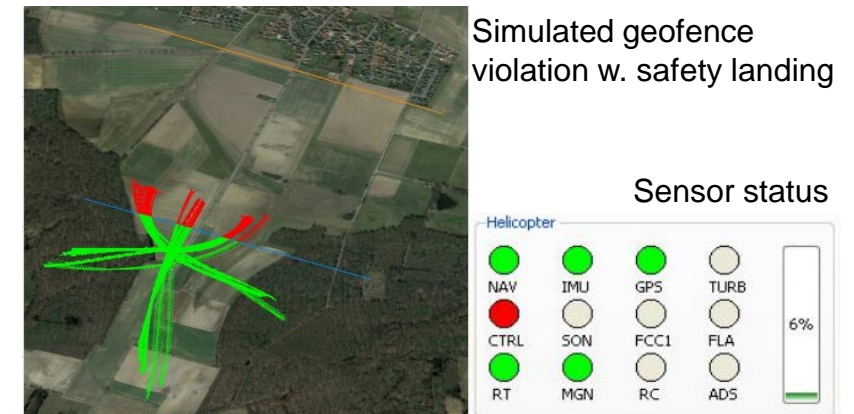 Simulated geofence
violation w. safety landing
Sensor status
Helicopter
NAV IMU GPS TURB
CTRL SON FCC1 FLA
6%
RT MGN RC ADS